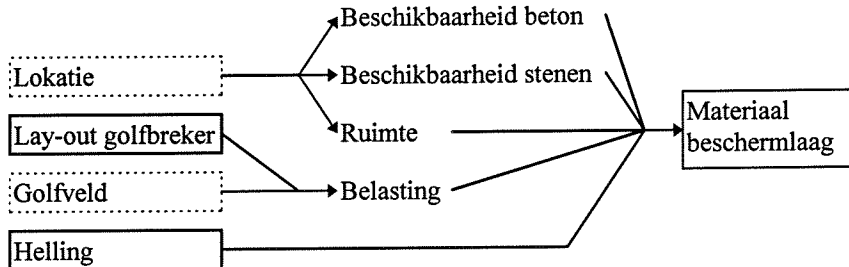 Beschikbaarheid beton
Lokatie
Beschikbaarheid stenen
Lay-out golfbreker
Ruimte
Materiaal
beschermlaag
Golfveld
Belasting
Helling